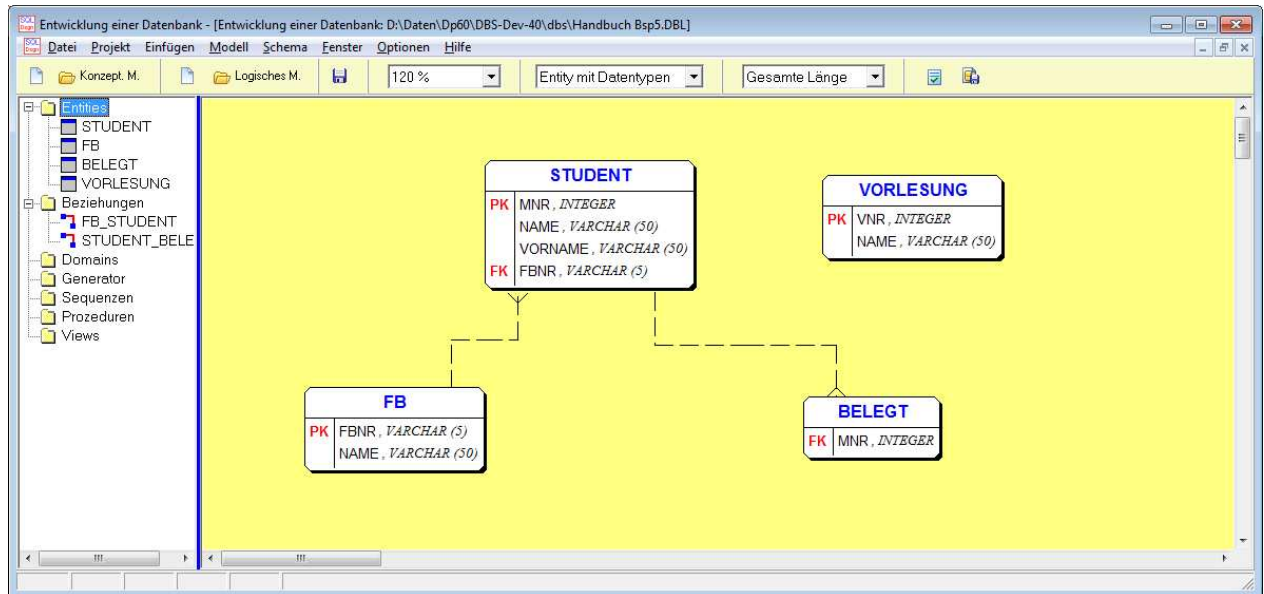 Entwicklung einer Datenbank - [Entwicklung einer Datenbank: D:\Daten\Dp60\DBS-Dev-40\dbs\Handbuch Bsp5.DBL]
Datei Projekt Einfügen Modell Schema Fenster Optionen Hilfe
Konzept. M. Logisches M. 120 % Entity mit Datentypen Gesamte Länge
Entities
STUDENT
FB
BELEGT
VORLESUNG
Beziehungen
FB_STUDENT
STUDENT_BELE
Domains
Generator
Sequenzen
Prozeduren
Views
STUDENT
PK MNR , INTEGER
NAME , VARCHAR (50)
VORNAME , VARCHAR (50)
FK FBNR , VARCHAR (5)
VORLESUNG
PK VNR , INTEGER
NAME , VARCHAR (50)
FB
PK FBNR , VARCHAR (5)
NAME , VARCHAR (50)
BELEGT
FK MNR , INTEGER